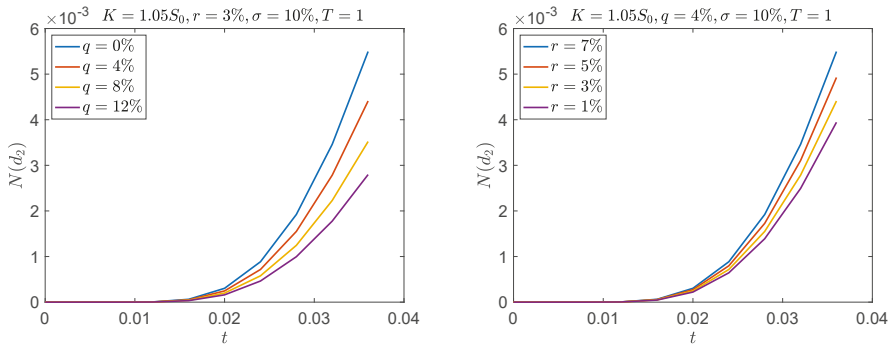 ×10⁻³
K = 1.05S₀, r = 3%, σ = 10%, T = 1
6
5
4
3
2
1
0
N(d₂)
q = 0%
q = 4%
q = 8%
q = 12%
0
0.01
0.02
0.03
0.04
t
×10⁻³
K = 1.05S₀, q = 4%, σ = 10%, T = 1
6
5
4
3
2
1
0
N(d₂)
r = 7%
r = 5%
r = 3%
r = 1%
0
0.01
0.02
0.03
0.04
t